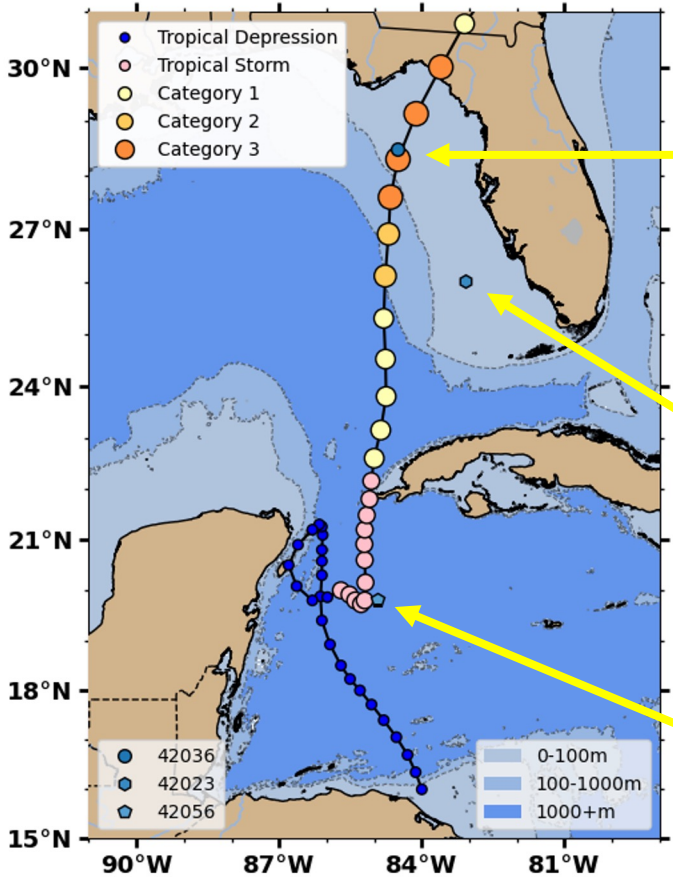 Tropical Depression
Tropical Storm
Category 1
Category 2
Category 3
30°N
27°N
24°N
21°N
18°N
15°N
42036
42023
42056
0-100m
100-1000m
1000+m
90°W
87°W
84°W
81°W